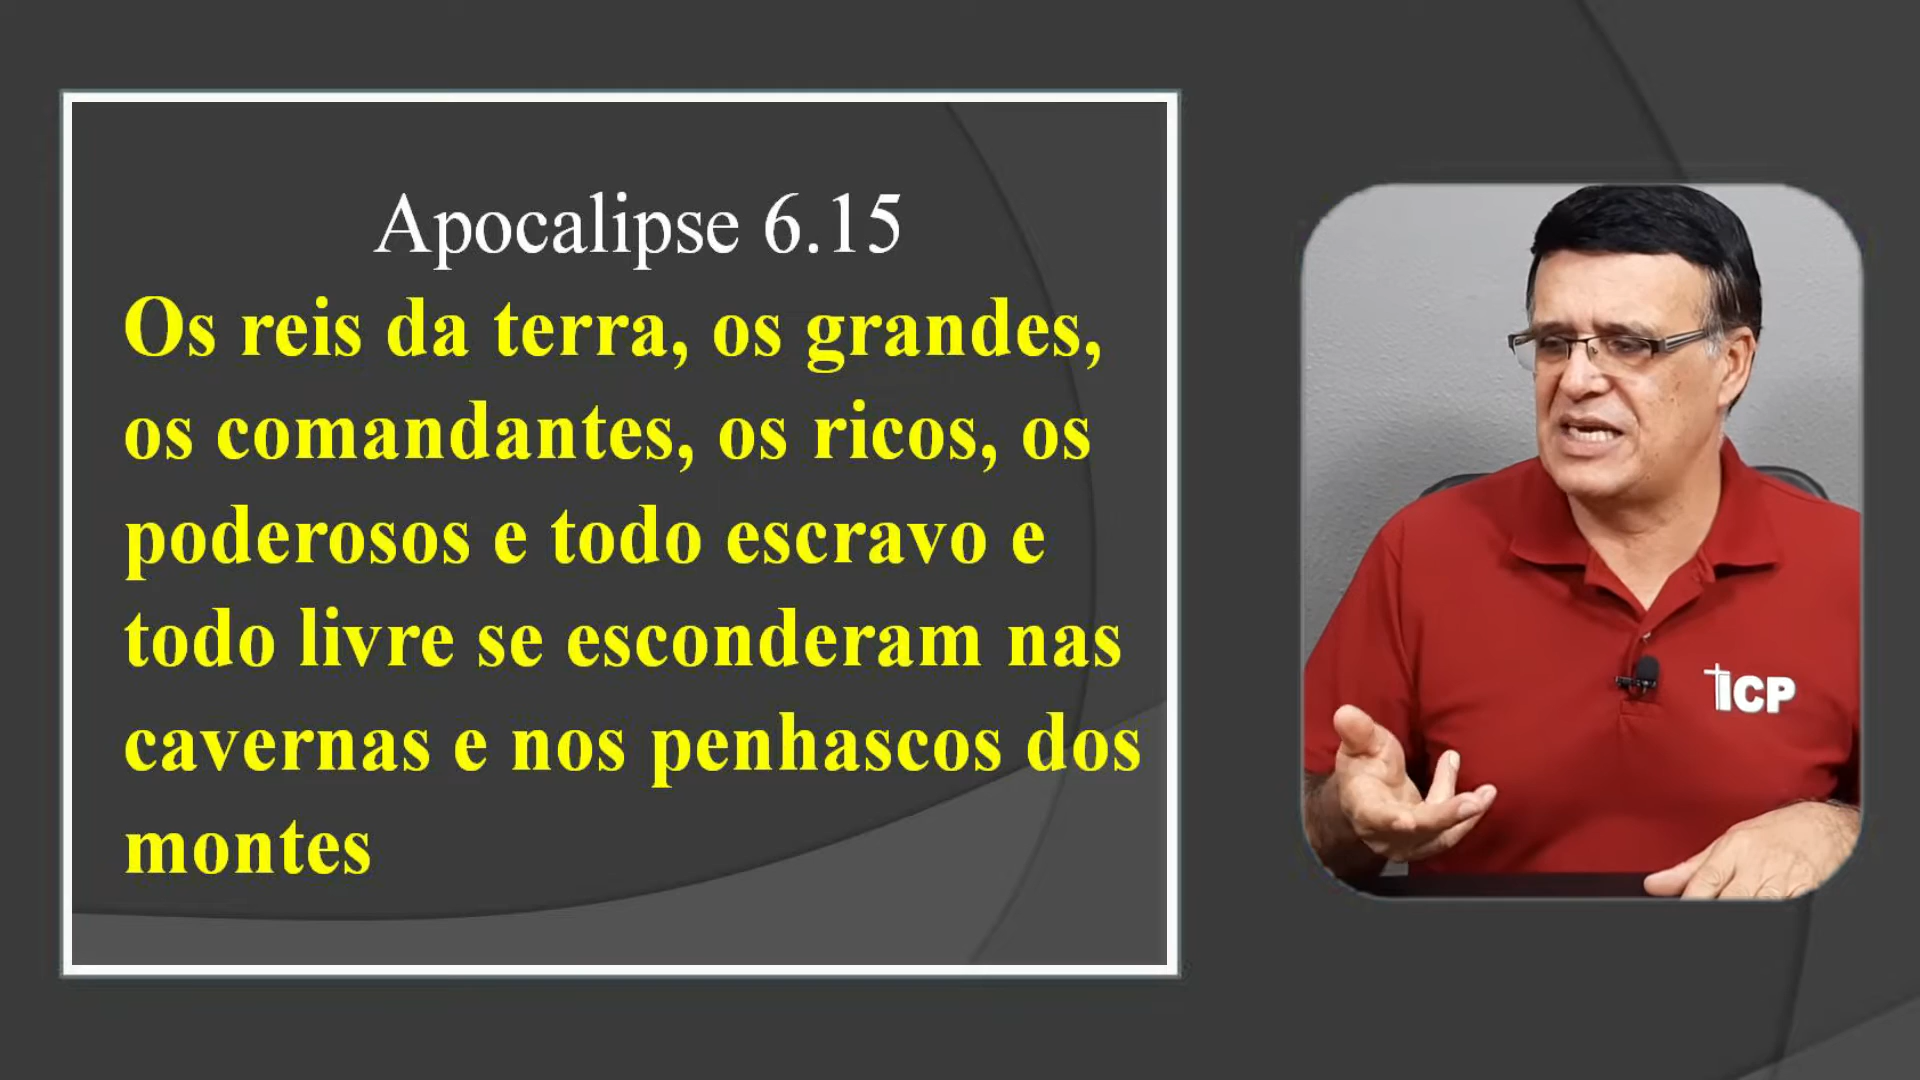 Apocalipse 6.15
Os reis da terra, os grandes,
os comandantes, os ricos, os
poderosos e todo escravo e
todo livre se esconderam nas
cavernas e nos penhascos dos
montes
ICP